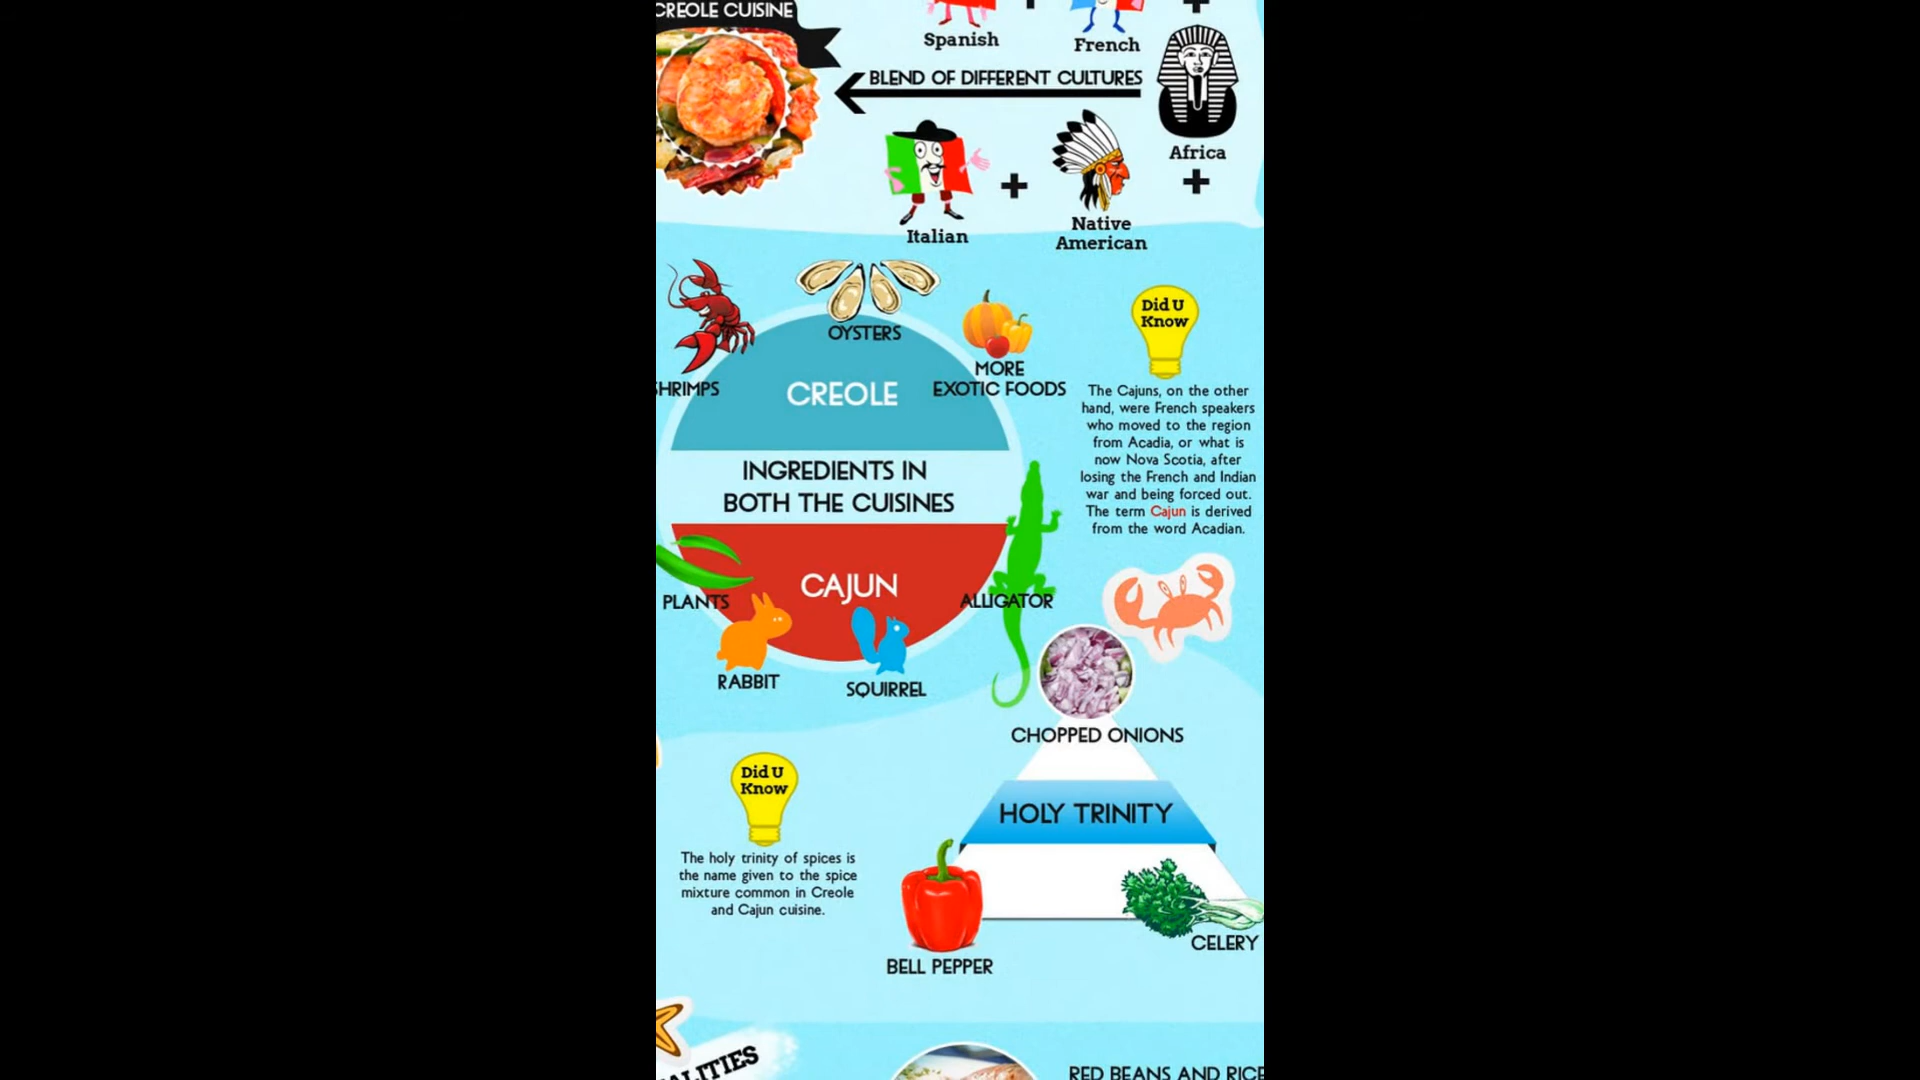 CREOLE CUISINE
Spanish
French
BLEND OF DIFFERENT CULTURES
Africa
Italian
Native
American
OYSTERS
SHRIMPS
MORE
EXOTIC FOODS
CREOLE
Did U
Know
The Cajuns, on the other
hand, were French speakers
who moved to the region
from Acadia, or what is
now Nova Scotia, after
losing the French and Indian
war and being forced out.
The term Cajun is derived
from the word Acadian.
INGREDIENTS IN
BOTH THE CUISINES
CAJUN
PLANTS
RABBIT
SQUIRREL
ALLIGATOR
CHOPPED ONIONS
HOLY TRINITY
BELL PEPPER
CELERY
Did U
Know
The holy trinity of spices is
the name given to the spice
mixture common in Creole
and Cajun cuisine.
ALITIES
RED BEANS AND RICE